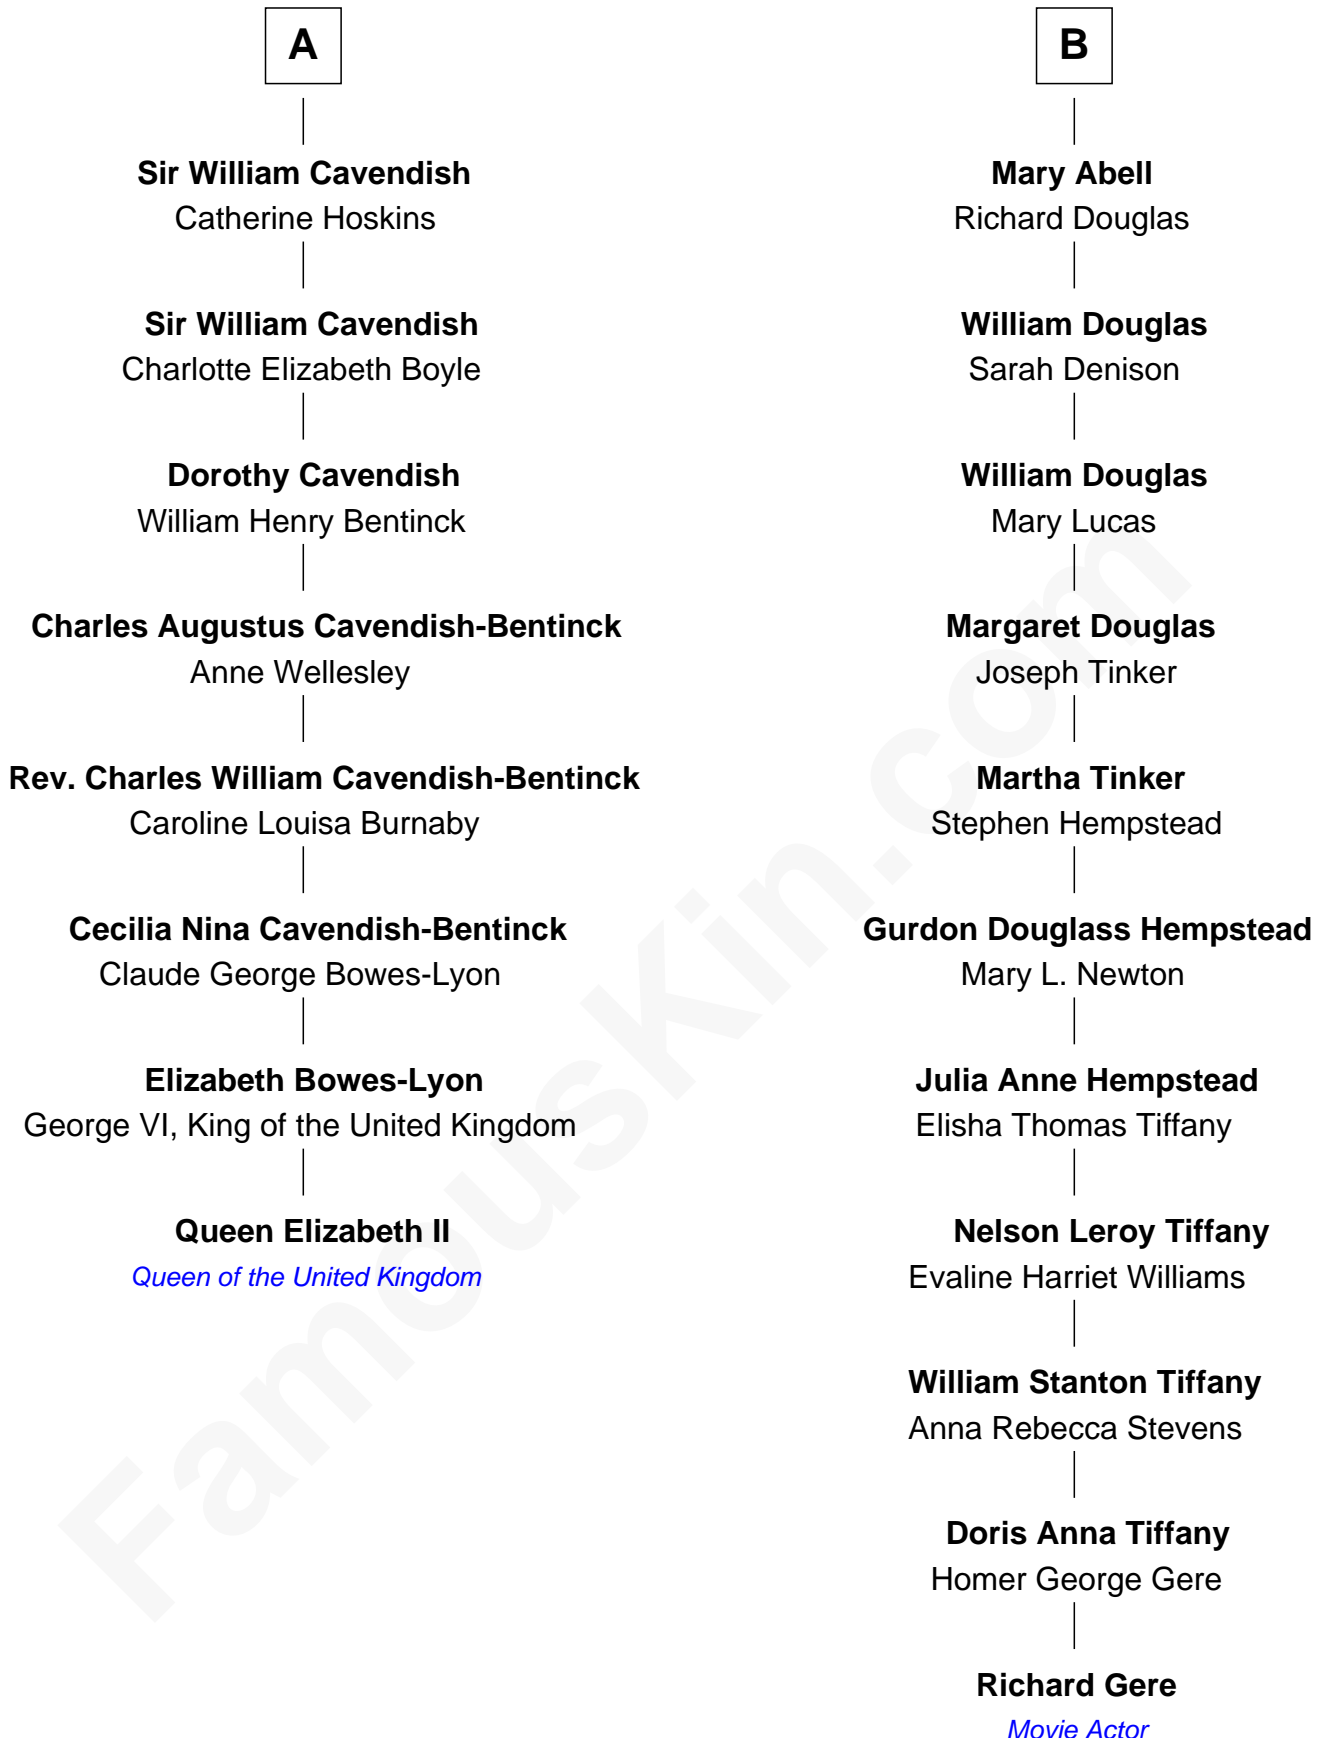 A
Sir William Cavendish
Catherine Hoskins
Sir William Cavendish
Charlotte Elizabeth Boyle
Dorothy Cavendish
William Henry Bentinck
Charles Augustus Cavendish-Bentinck
Anne Wellesley
Rev. Charles William Cavendish-Bentinck
Caroline Louisa Burnaby
Cecilia Nina Cavendish-Bentinck
Claude George Bowes-Lyon
Elizabeth Bowes-Lyon
George VI, King of the United Kingdom
Queen Elizabeth II
Queen of the United Kingdom
B
Mary Abell
Richard Douglas
William Douglas
Sarah Denison
William Douglas
Mary Lucas
Margaret Douglas
Joseph Tinker
Martha Tinker
Stephen Hempstead
Gurdon Douglass Hempstead
Mary L. Newton
Julia Anne Hempstead
Elisha Thomas Tiffany
Nelson Leroy Tiffany
Evaline Harriet Williams
William Stanton Tiffany
Anna Rebecca Stevens
Doris Anna Tiffany
Homer George Gere
Richard Gere
Movie Actor
FamousKin.com